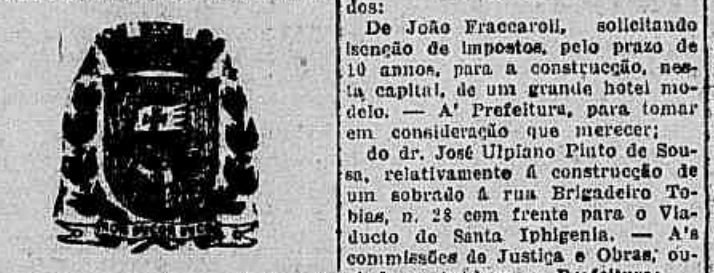 dos:
De João Fraccaroli, solicitando
isenção de impostos, pelo prazo de
10 annos, para a construcção, nes-
ta capital, de um grande hotel mo-
delo. — A' Prefeitura, para tomar
em consideração que merecer;
do dr. José Ulpiano Pinto de Sou-
sa, relativamente á construcção de
um sobrado á rua Brigadeiro To-
bias, n. 28 com frente para o Via-
ducto de Santa Iphigenia. — A's
commissões de Justiça e Obras, ou-
Prefeitura;